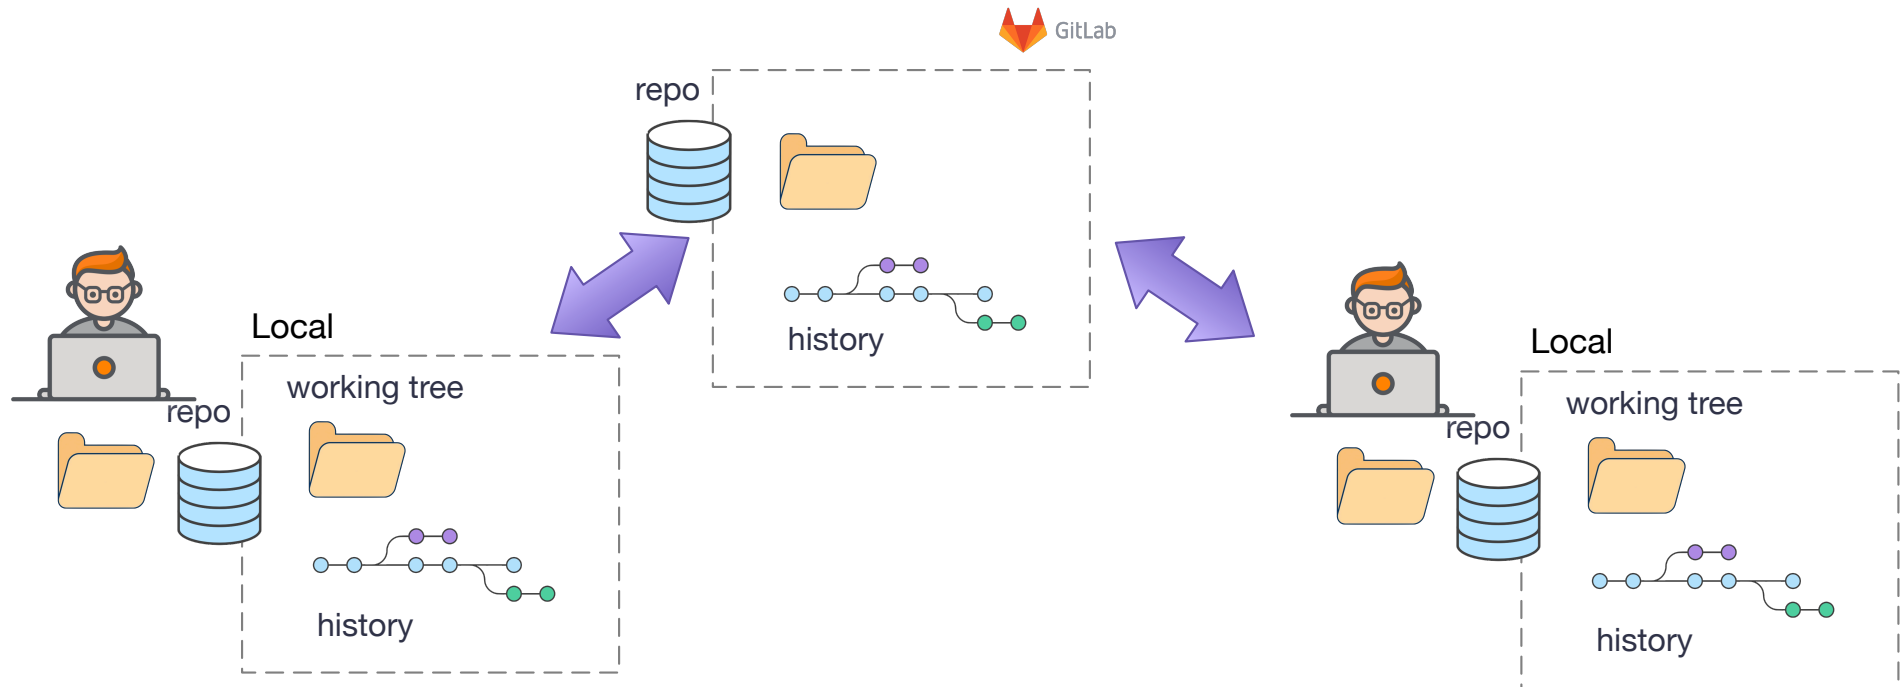 GitLab
repo
history
Local
working tree
repo
history
Local
working tree
repo
history